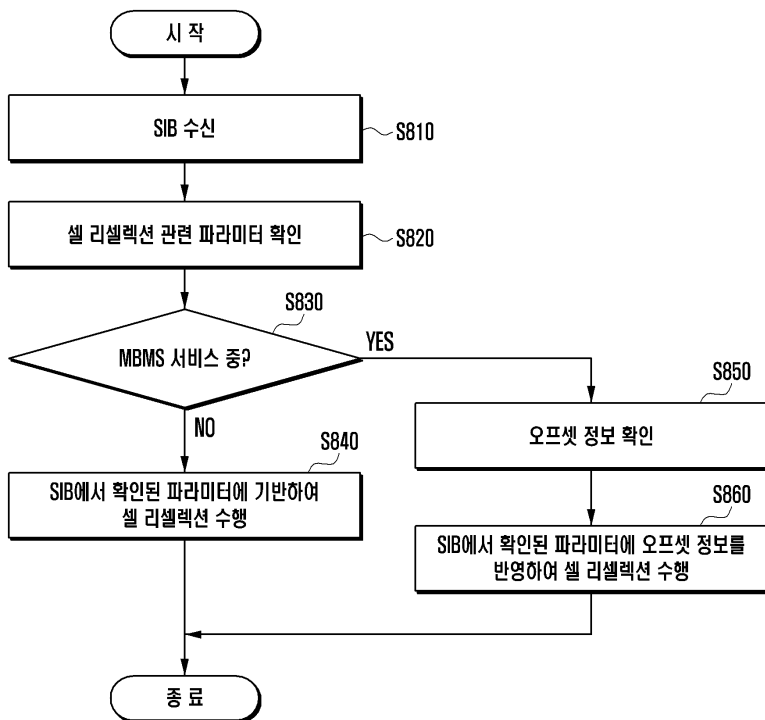 시 작
SIB 수신
S810
셀 리셀렉션 관련 파라미터 확인
S820
S830
MBMS 서비스 중?
YES
NO
S840
SIB에서 확인된 파라미터에 기반하여
셀 리셀렉션 수행
S850
오프셋 정보 확인
S860
SIB에서 확인된 파라미터에 오프셋 정보를
반영하여 셀 리셀렉션 수행
종 료